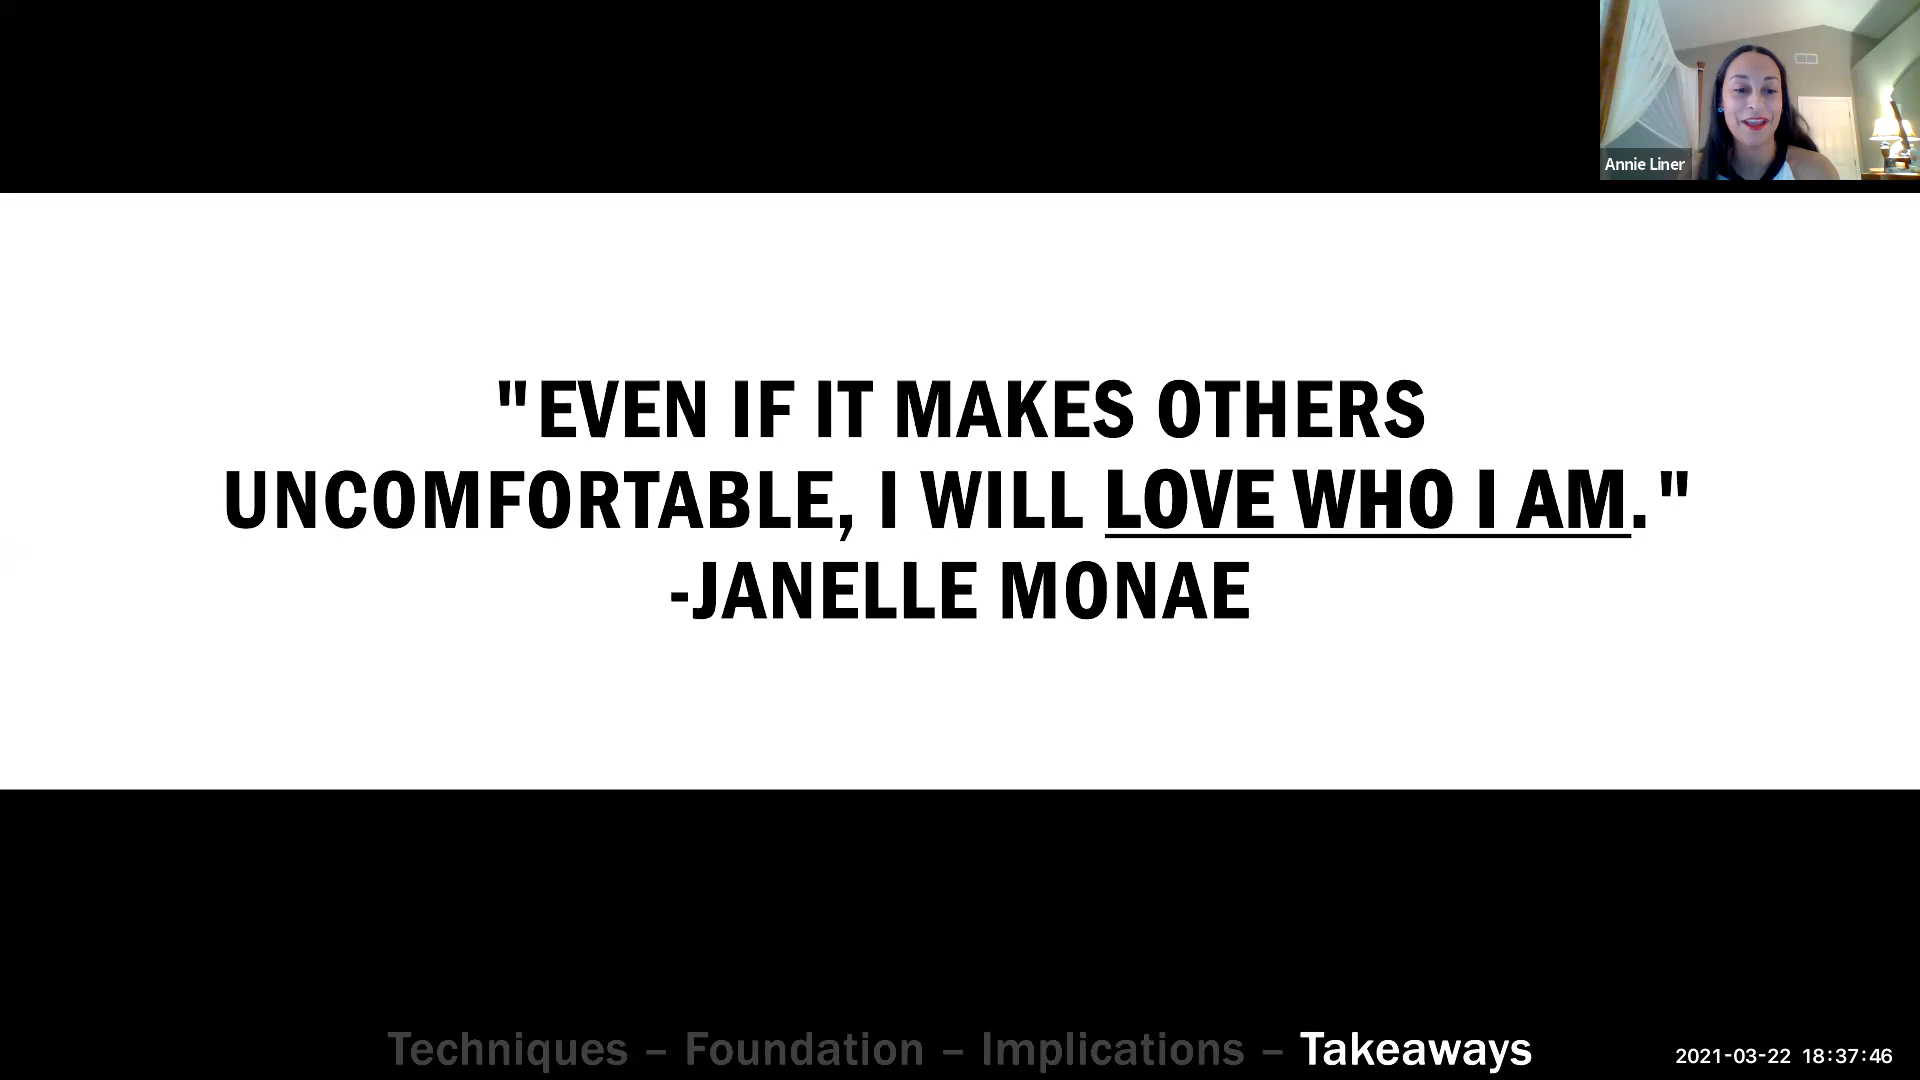 Annie Liner
"EVEN IF IT MAKES OTHERS
UNCOMFORTABLE, I WILL LOVE WHO I AM."
-JANELLE MONAE
Techniques – Foundation – Implications – Takeaways
2021-03-22 18:37:46